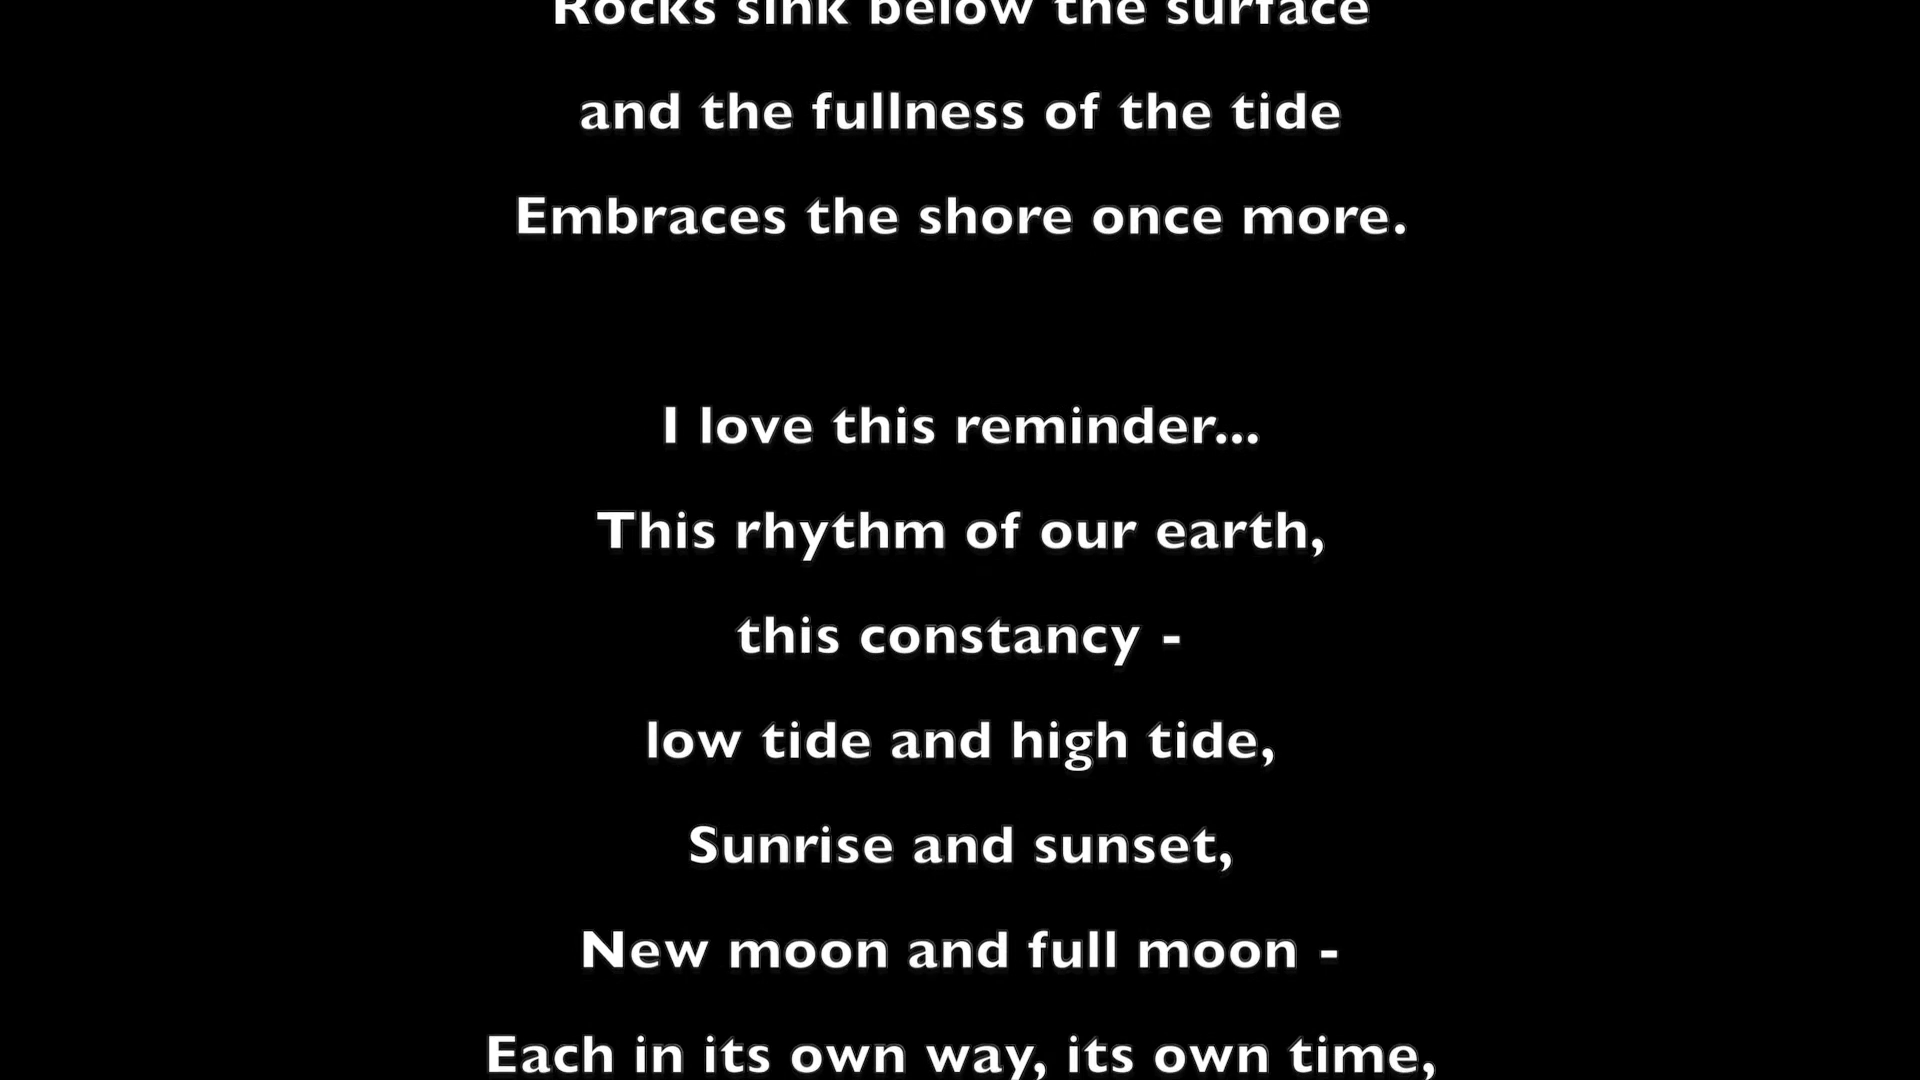 Rocks sink below the surface
and the fullness of the tide
Embraces the shore once more.
I love this reminder...
This rhythm of our earth,
this constancy -
low tide and high tide,
Sunrise and sunset,
New moon and full moon -
Each in its own way, its own time,